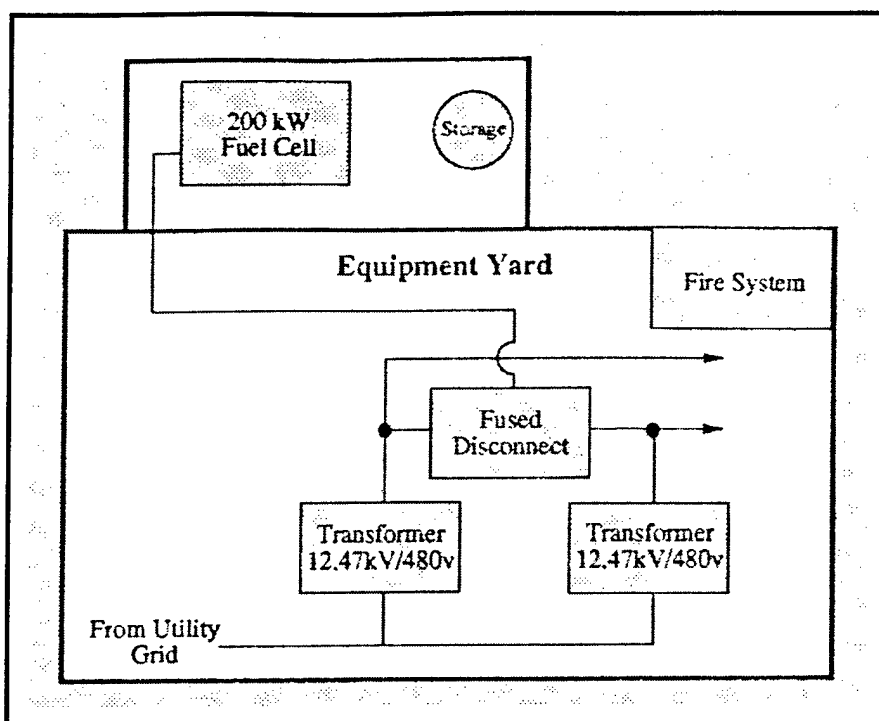 200 kW
Fuel Cell
Storage
Equipment Yard
Fire System
Fused
Disconnect
Transformer
12.47kV/480v
Transformer
12.47kV/480v
From Utility
Grid